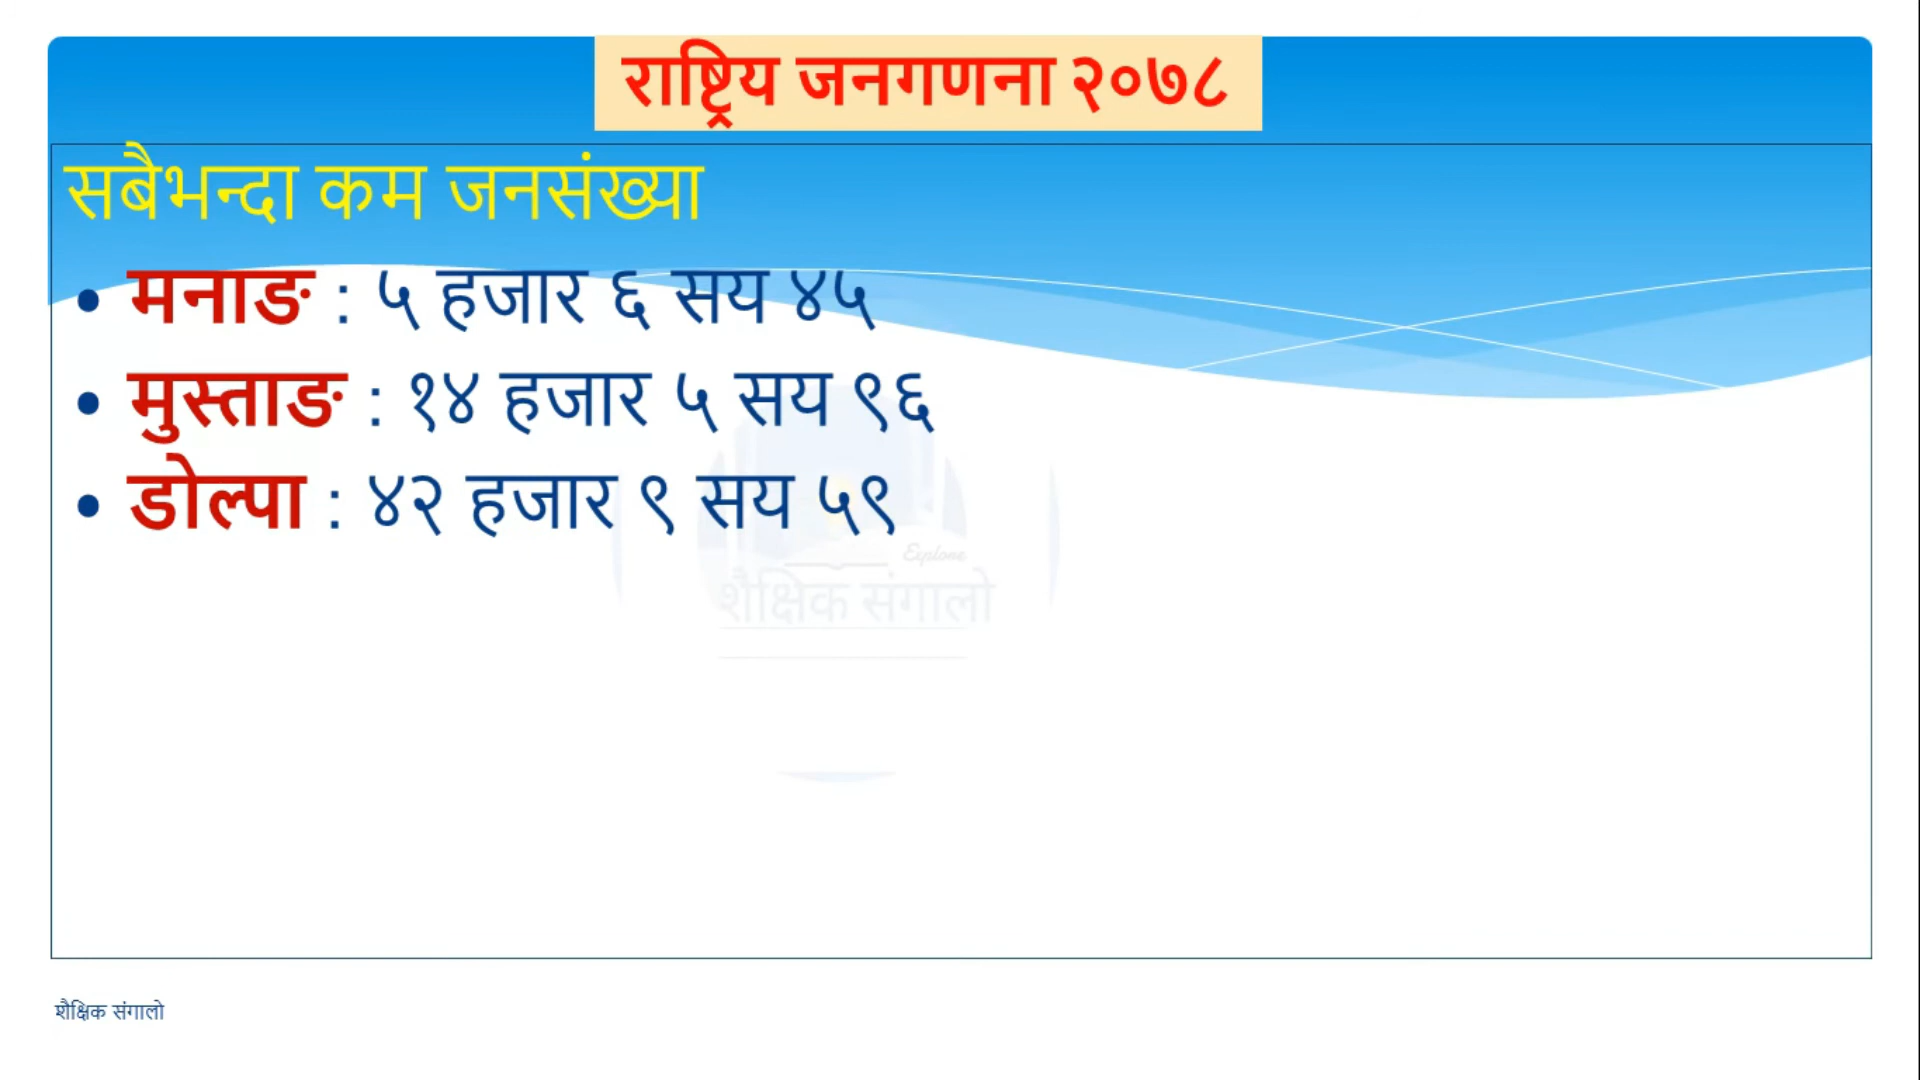 राष्ट्रिय जनगणना २०७८
सबैभन्दा कम जनसंख्या
• मनाङ : ५ हजार ६ सय ४५
• मुस्ताङ : १४ हजार ५ सय ९६
• डोल्पा : ४२ हजार ९ सय ५९
Explore
शैक्षिक संगालो
शैक्षिक संगालो